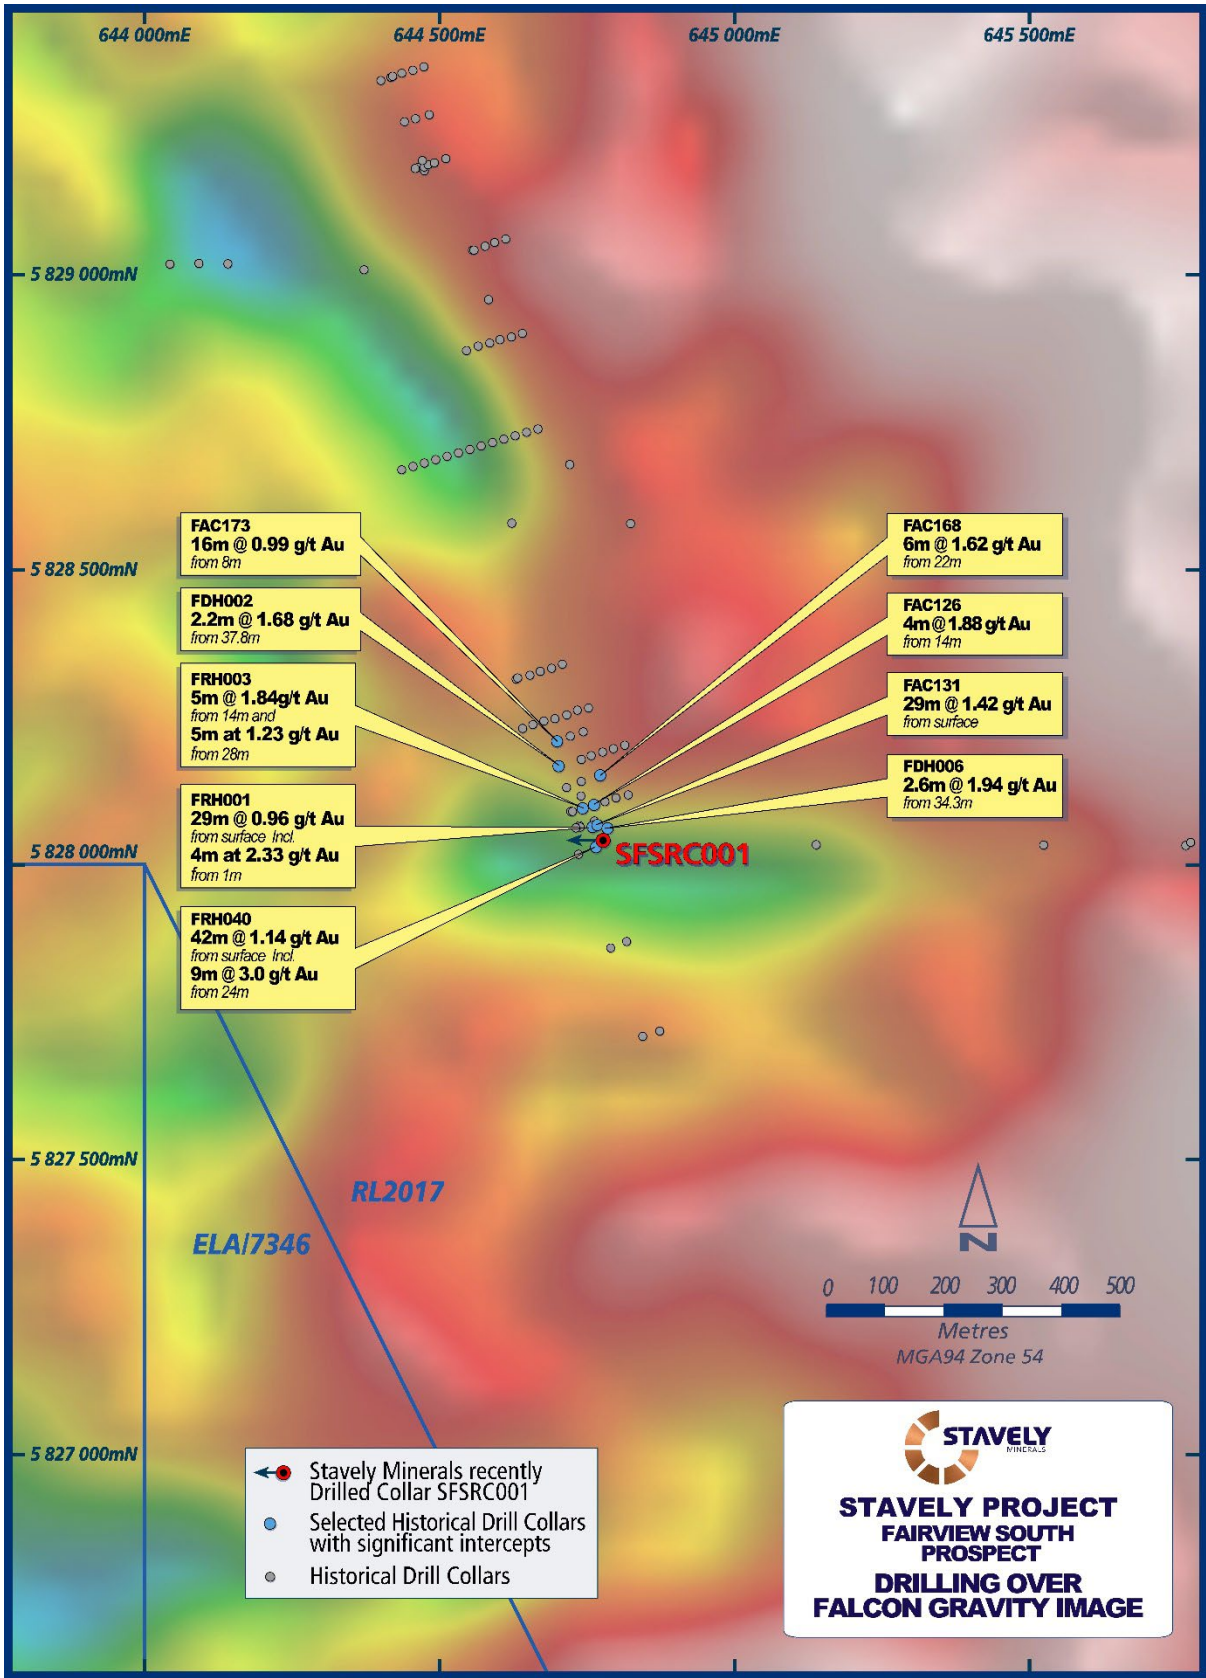 644 000mE
644 500mE
645 000mE
645 500mE
5 829 000mN
FAC173
16m @ 0.99 g/t Au
from 8m
FAC168
6m @ 1.62 g/t Au
from 22m
5 828 500mN
FDH002
2.2m @ 1.68 g/t Au
from 37.8m
FAC126
4m @ 1.88 g/t Au
from 14m
FRH003
5m @ 1.84g/t Au
from 14m and
5m at 1.23 g/t Au
from 28m
FAC131
29m @ 1.42 g/t Au
from surface
FDH006
2.6m @ 1.94 g/t Au
from 34.3m
FRH001
29m @ 0.96 g/t Au
from surface Incl.
4m at 2.33 g/t Au
from 1m
5 828 000mN
SFSRC001
FRH040
42m @ 1.14 g/t Au
from surface Incl.
9m @ 3.0 g/t Au
from 24m
5 827 500mN
RL2017
ELA/7346
N
0 100 200 300 400 500
Metres
MGA94 Zone 54
5 827 000mN
Stavely Minerals recently
Drilled Collar SFSRC001
Selected Historical Drill Collars
with significant intercepts
Historical Drill Collars
STAVELY
MINERALS
STAVELY PROJECT
FAIRVIEW SOUTH
PROSPECT
DRILLING OVER
FALCON GRAVITY IMAGE